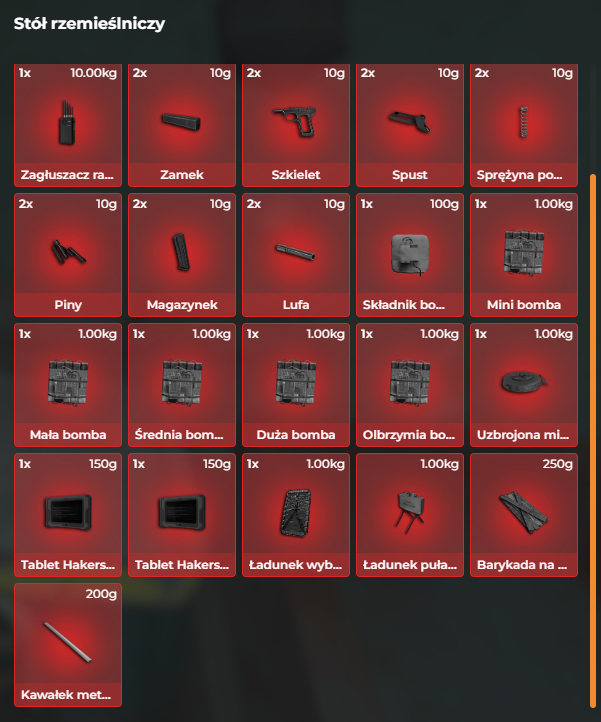 Stół rzemieślniczy
1x 10.00kg 2x 10g 2x 10g 2x 10g 2x 10g
Zagłuszacz ra... Zamek Szkielet Spust Sprężyna po...
2x 10g 2x 10g 2x 10g 1x 100g 1x 1.00kg
Piny Magazynek Lufa Składnik bo... Mini bomba
1x 1.00kg 1x 1.00kg 1x 1.00kg 1x 1.00kg 1x 1.00kg
Mała bomba Średnia bom... Duża bomba Olbrzymia bo... Uzbrojona mi...
1x 150g 1x 150g 1x 1.00kg 1.00kg 250g
Tablet Hakers... Tablet Hakers... Ładunek wyb... Ładunek puła... Barykada na ...
200g
Kawałek met...